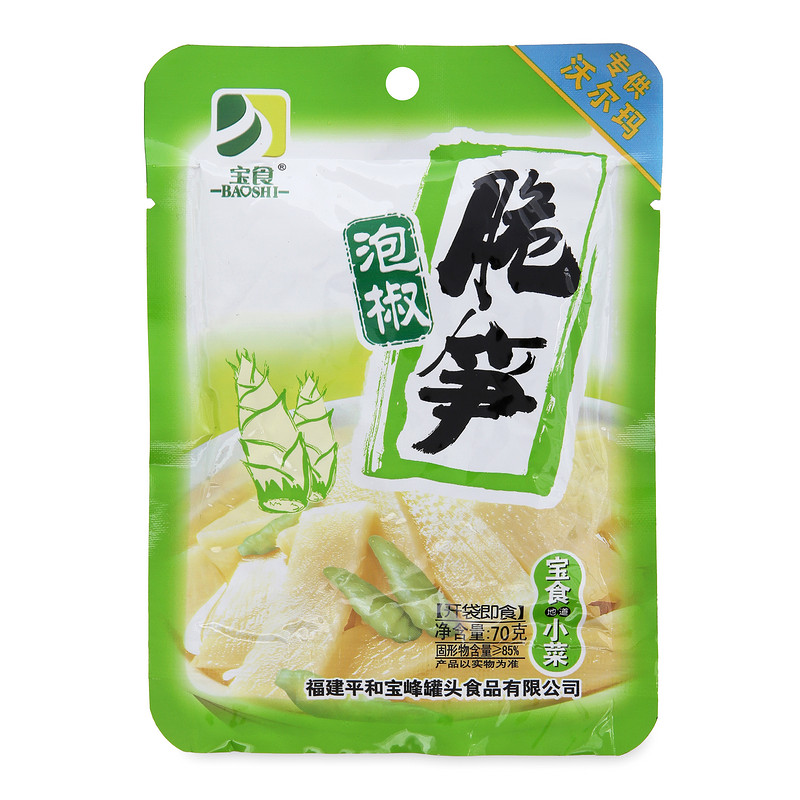 专供
沃尔玛
宝食®
BAOSHI
泡椒
脆笋
宝食
地道
小菜
【开袋即食】
净含量:70克
固形物含量≥85%
产品以实物为准
福建平和宝峰罐头食品有限公司